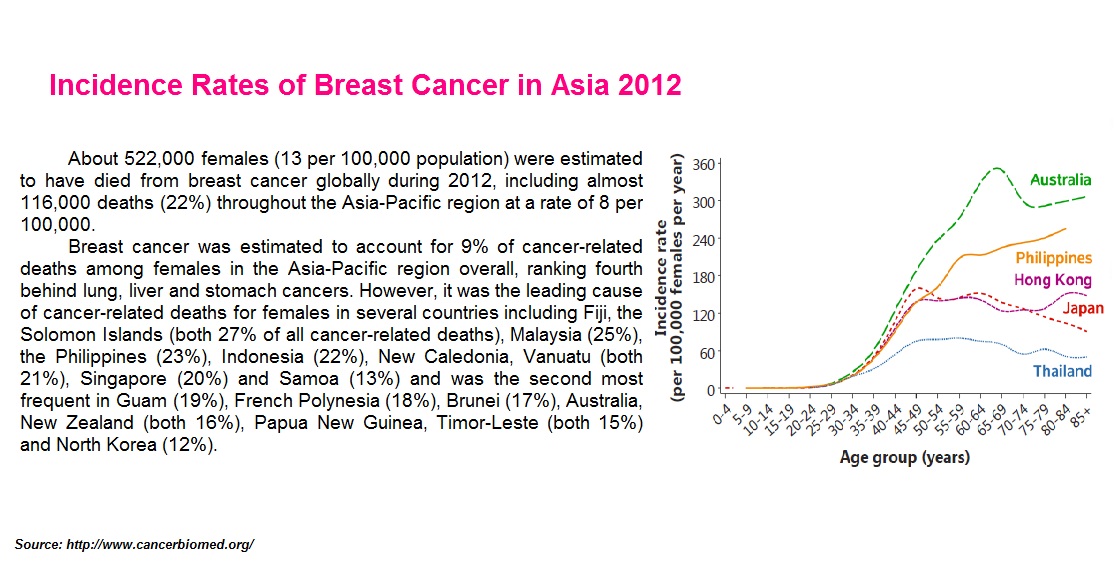 Incidence Rates of Breast Cancer in Asia 2012
About 522,000 females (13 per 100,000 population) were estimated
to have died from breast cancer globally during 2012, including almost
116,000 deaths (22%) throughout the Asia-Pacific region at a rate of 8 per
100,000.
Breast cancer was estimated to account for 9% of cancer-related
deaths among females in the Asia-Pacific region overall, ranking fourth
behind lung, liver and stomach cancers. However, it was the leading cause
of cancer-related deaths for females in several countries including Fiji, the
Solomon Islands (both 27% of all cancer-related deaths), Malaysia (25%),
the Philippines (23%), Indonesia (22%), New Caledonia, Vanuatu (both
21%), Singapore (20%) and Samoa (13%) and was the second most
frequent in Guam (19%), French Polynesia (18%), Brunei (17%), Australia,
New Zealand (both 16%), Papua New Guinea, Timor-Leste (both 15%)
and North Korea (12%).
Incidence rate
(per 100,000 females per year)
360
300
240
180
120
60
0
Australia
Philippines
Hong Kong
Japan
Thailand
0-4
5-9
10-14
15-19
20-24
25-29
30-34
35-39
40-44
45-49
50-54
55-59
60-64
65-69
70-74
75-79
80-84
85+
Age group (years)
Source: http://www.cancerbiomed.org/